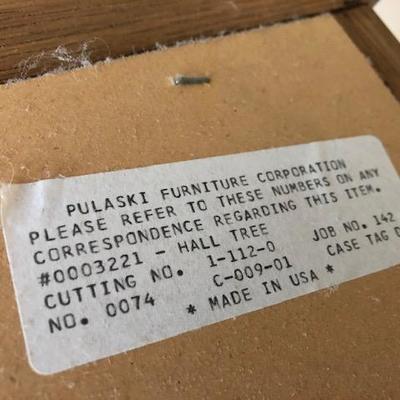 PULASKI FURNITURE CORPORATION
PLEASE REFER TO THESE NUMBERS ON ANY
CORRESPONDENCE REGARDING THIS ITEM.
#0003221 - HALL TREE JOB NO. 142
CUTTING NO. 1-112-0 CASE TAG
NO. 0074 C-009-01
* MADE IN USA *